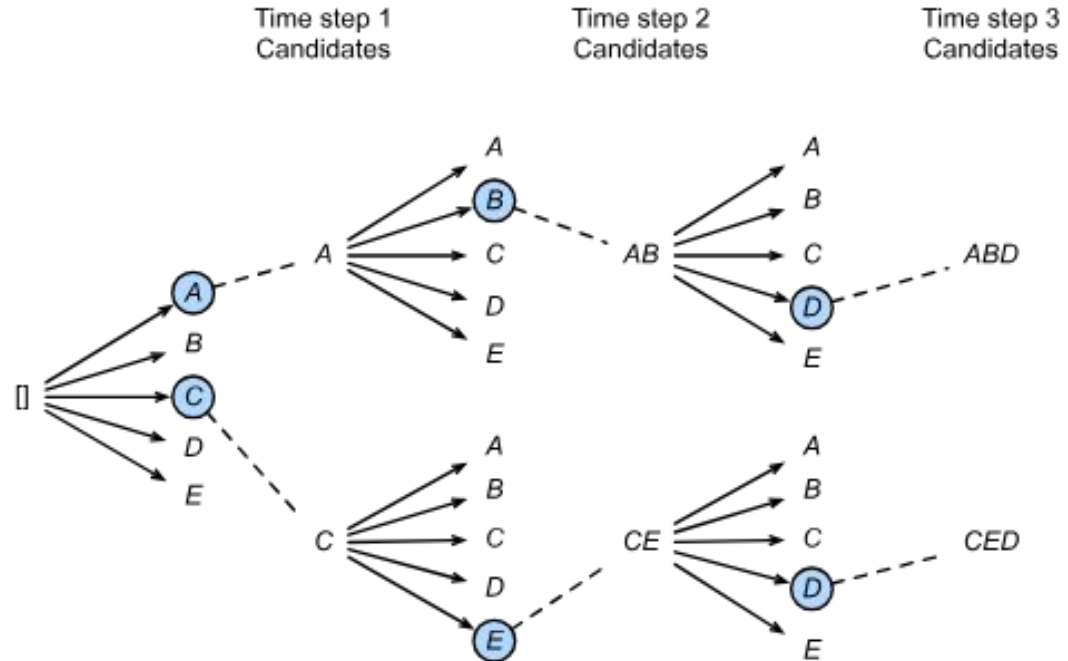 Time step 1
Candidates
Time step 2
Candidates
Time step 3
Candidates
[]
A
B
C
D
E
A
A
B
C
D
E
AB
A
B
C
D
E
ABD
C
A
B
C
D
E
CE
A
B
C
D
E
CED